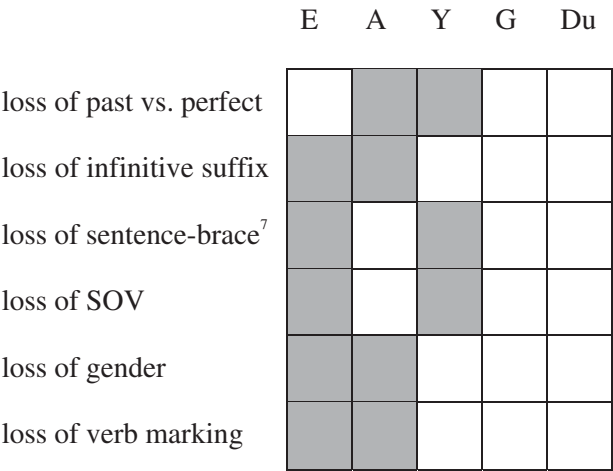 E A Y G Du
loss of past vs. perfect
loss of infinitive suffix
loss of sentence-brace⁷
loss of SOV
loss of gender
loss of verb marking